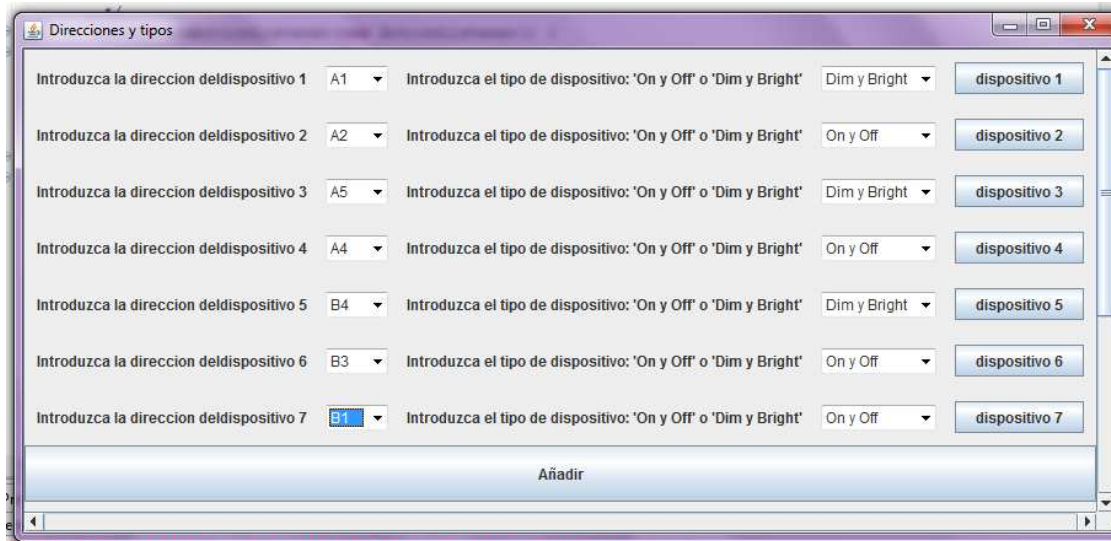 Direcciones y tipos
Introduzca la direccion deldispositivo 1 A1 Introduzca el tipo de dispositivo: 'On y Off' o 'Dim y Bright' Dim y Bright dispositivo 1
Introduzca la direccion deldispositivo 2 A2 Introduzca el tipo de dispositivo: 'On y Off' o 'Dim y Bright' On y Off dispositivo 2
Introduzca la direccion deldispositivo 3 A5 Introduzca el tipo de dispositivo: 'On y Off' o 'Dim y Bright' Dim y Bright dispositivo 3
Introduzca la direccion deldispositivo 4 A4 Introduzca el tipo de dispositivo: 'On y Off' o 'Dim y Bright' On y Off dispositivo 4
Introduzca la direccion deldispositivo 5 B4 Introduzca el tipo de dispositivo: 'On y Off' o 'Dim y Bright' Dim y Bright dispositivo 5
Introduzca la direccion deldispositivo 6 B3 Introduzca el tipo de dispositivo: 'On y Off' o 'Dim y Bright' On y Off dispositivo 6
Introduzca la direccion deldispositivo 7 B1 Introduzca el tipo de dispositivo: 'On y Off' o 'Dim y Bright' On y Off dispositivo 7
Añadir